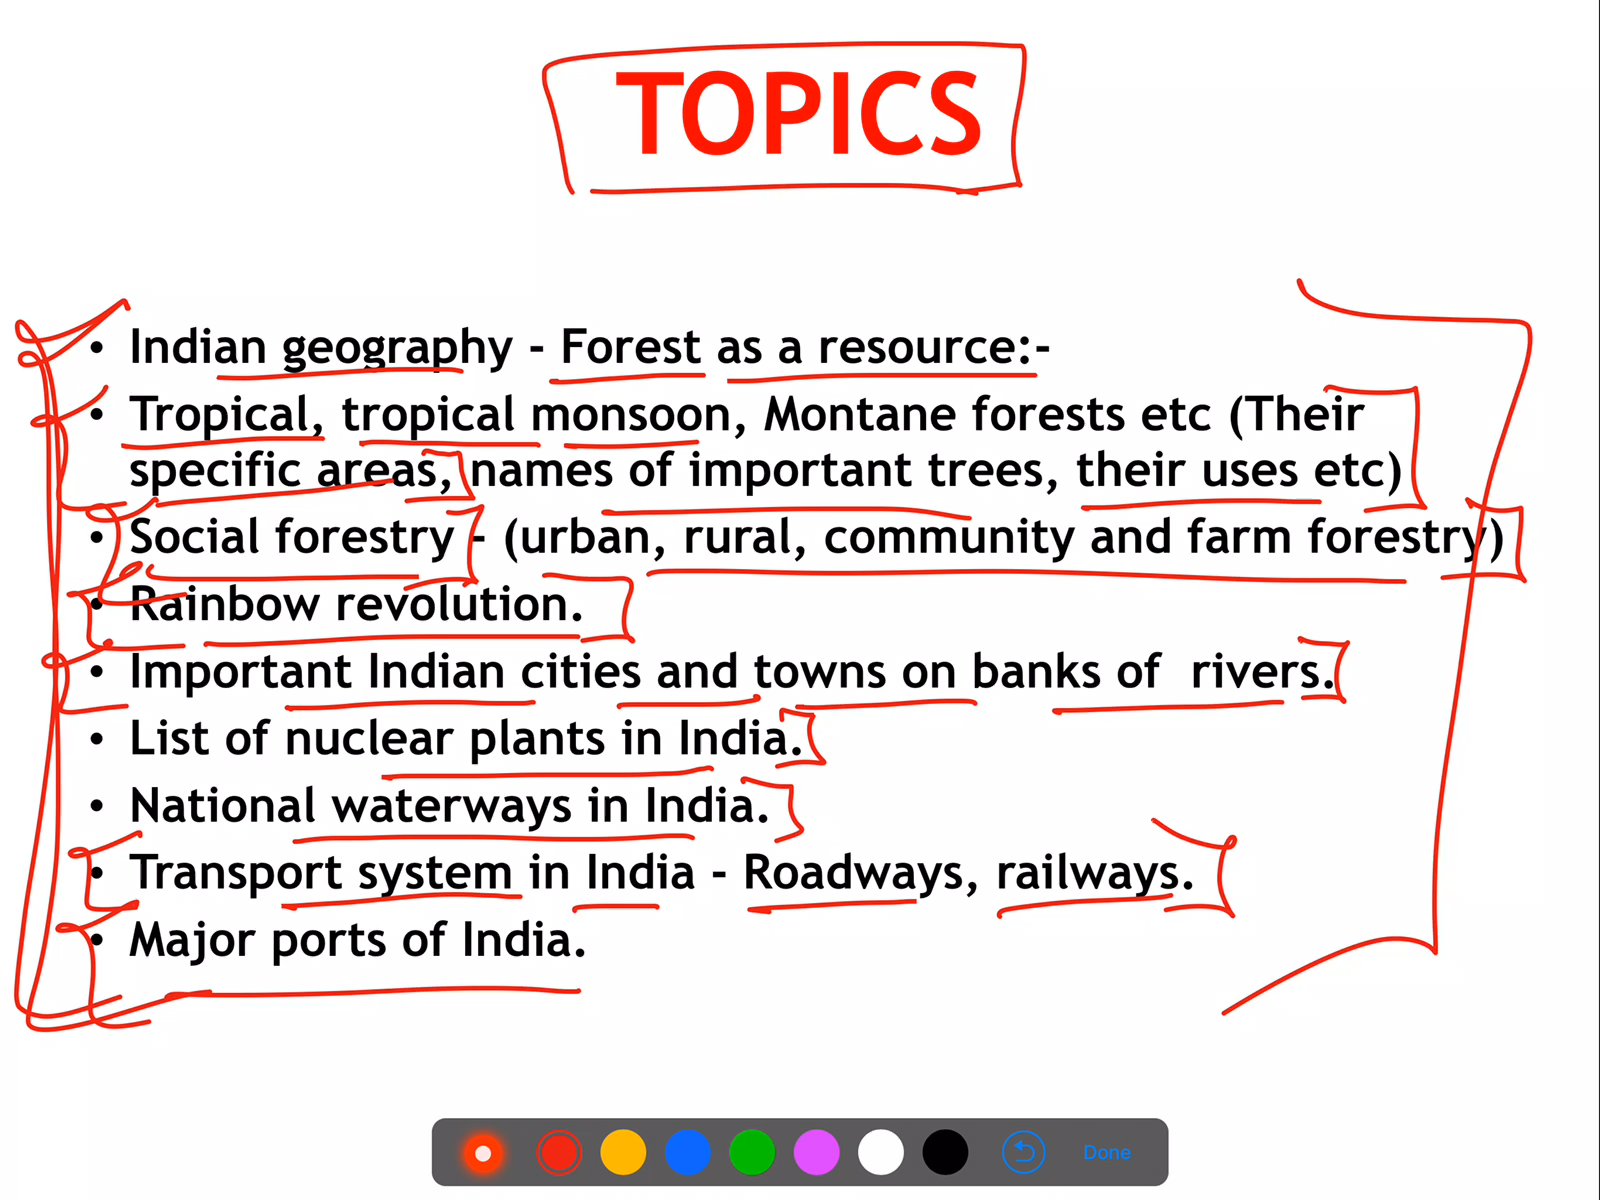 TOPICS
• Indian geography - Forest as a resource:-
• Tropical, tropical monsoon, Montane forests etc (Their
specific areas, names of important trees, their uses etc)
• Social forestry - (urban, rural, community and farm forestry)
• Rainbow revolution.
• Important Indian cities and towns on banks of  rivers.
• List of nuclear plants in India.
• National waterways in India.
• Transport system in India - Roadways, railways.
• Major ports of India.
Done